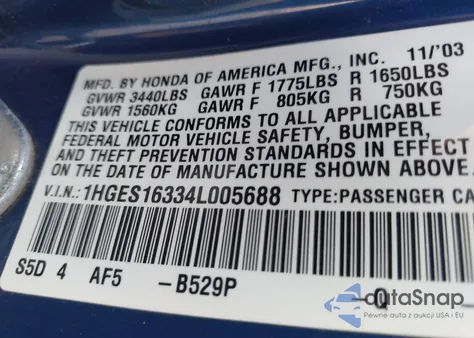 MFD. BY HONDA OF AMERICA MFG., INC. 11/'03
GVWR 3440LBS GAWR F 1775LBS R 1650LBS
GVWR 1560KG GAWR F 805KG R 750KG
THIS VEHICLE CONFORMS TO ALL APPLICABLE
FEDERAL MOTOR VEHICLE SAFETY, BUMPER,
AND THEFT PREVENTION STANDARDS IN EFFECT
ON THE DATE OF MANUFACTURE SHOWN ABOVE.
V.I.N.: 1HGES16334L005688 TYPE:PASSENGER CA
S5D 4 AF5 -B529P -Q
autaSnap
Pewne auta z aukcji USA i EU